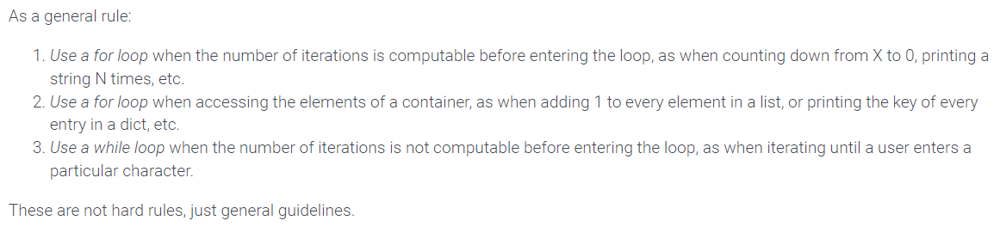 As a general rule:
1. Use a for loop when the number of iterations is computable before entering the loop, as when counting down from X to 0, printing a
string N times, etc.
2. Use a for loop when accessing the elements of a container, as when adding 1 to every element in a list, or printing the key of every
entry in a dict, etc.
3. Use a while loop when the number of iterations is not computable before entering the loop, as when iterating until a user enters a
particular character.
These are not hard rules, just general guidelines.